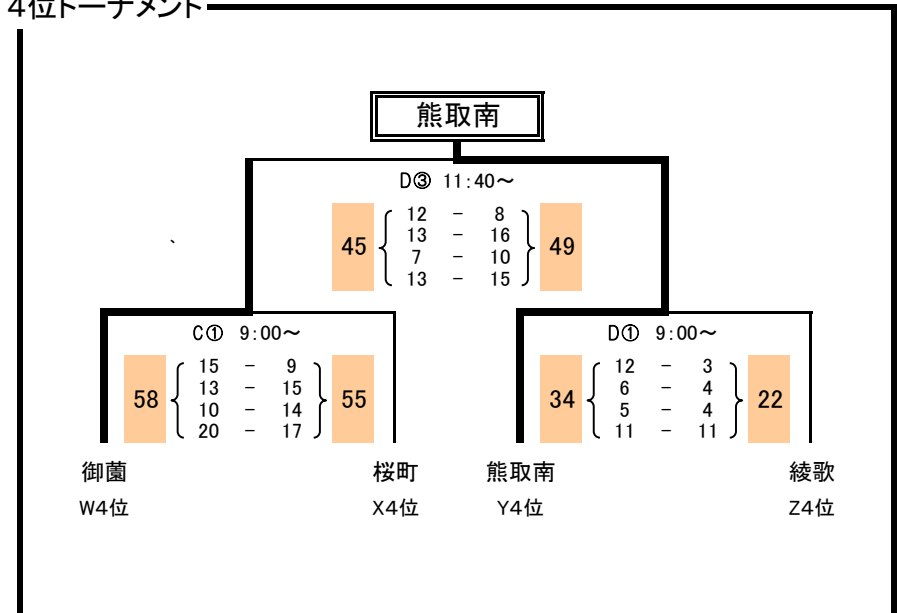 4位トーナメント
熊取南
D③ 11:40～
45 12 - 8 49
13 - 16
7 - 10
13 - 15
C① 9:00～ D① 9:00～
58 15 - 9 55 34 12 - 3 22
13 - 15 6 - 4
10 - 14 5 - 4
20 - 17 11 - 11
御薗 桜町 熊取南 綾歌
W4位 X4位 Y4位 Z4位